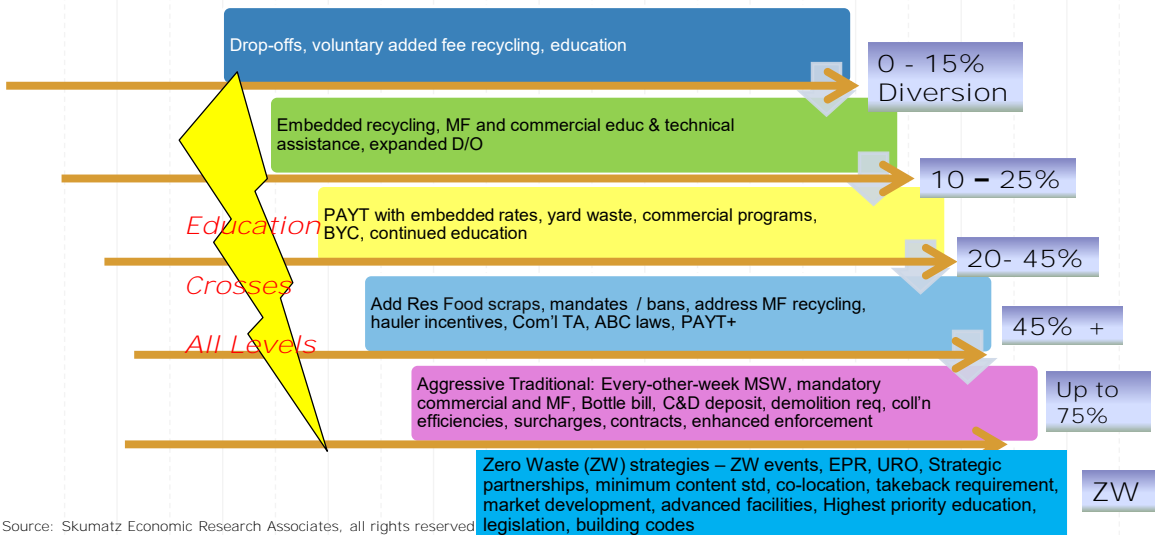 Drop-offs, voluntary added fee recycling, education
0 - 15%
Diversion
Embedded recycling, MF and commercial educ & technical
assistance, expanded D/O
10 – 25%
Education
PAYT with embedded rates, yard waste, commercial programs,
BYC, continued education
20- 45%
Crosses
Add Res Food scraps, mandates / bans, address MF recycling,
hauler incentives, Com'l TA, ABC laws, PAYT+
45% +
All Levels
Aggressive Traditional: Every-other-week MSW, mandatory
commercial and MF, Bottle bill, C&D deposit, demolition req, coll'n
efficiencies, surcharges, contracts, enhanced enforcement
Up to
75%
Zero Waste (ZW) strategies – ZW events, EPR, URO, Strategic
partnerships, minimum content std, co-location, takeback requirement,
market development, advanced facilities, Highest priority education,
legislation, building codes
ZW
Source: Skumatz Economic Research Associates, all rights reserved